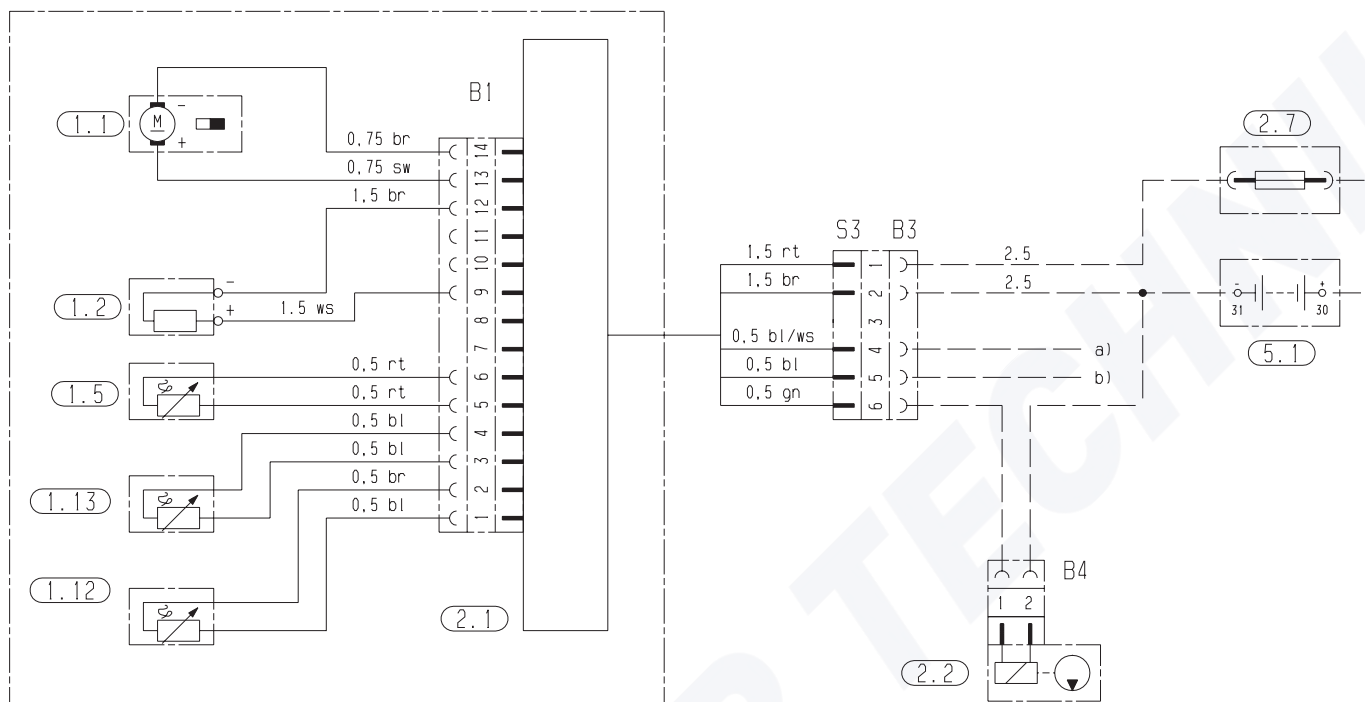 B1
1.1
M
-
+
0,75 br
14
0,75 sw
13
1,5 br
12
11
10
1.2
-
+
1.5 ws
9
8
7
1.5
0,5 rt
6
0,5 rt
5
0,5 bl
4
1.13
0,5 bl
3
0,5 br
2
0,5 bl
1
1.12
2.1
S3 B3
1,5 rt
1
2.5
1,5 br
2
2.5
3
0,5 bl/ws
4
a)
0,5 bl
5
b)
0,5 gn
6
2.7
- +
31 30
5.1
B4
1 2
2.2
TECHNI